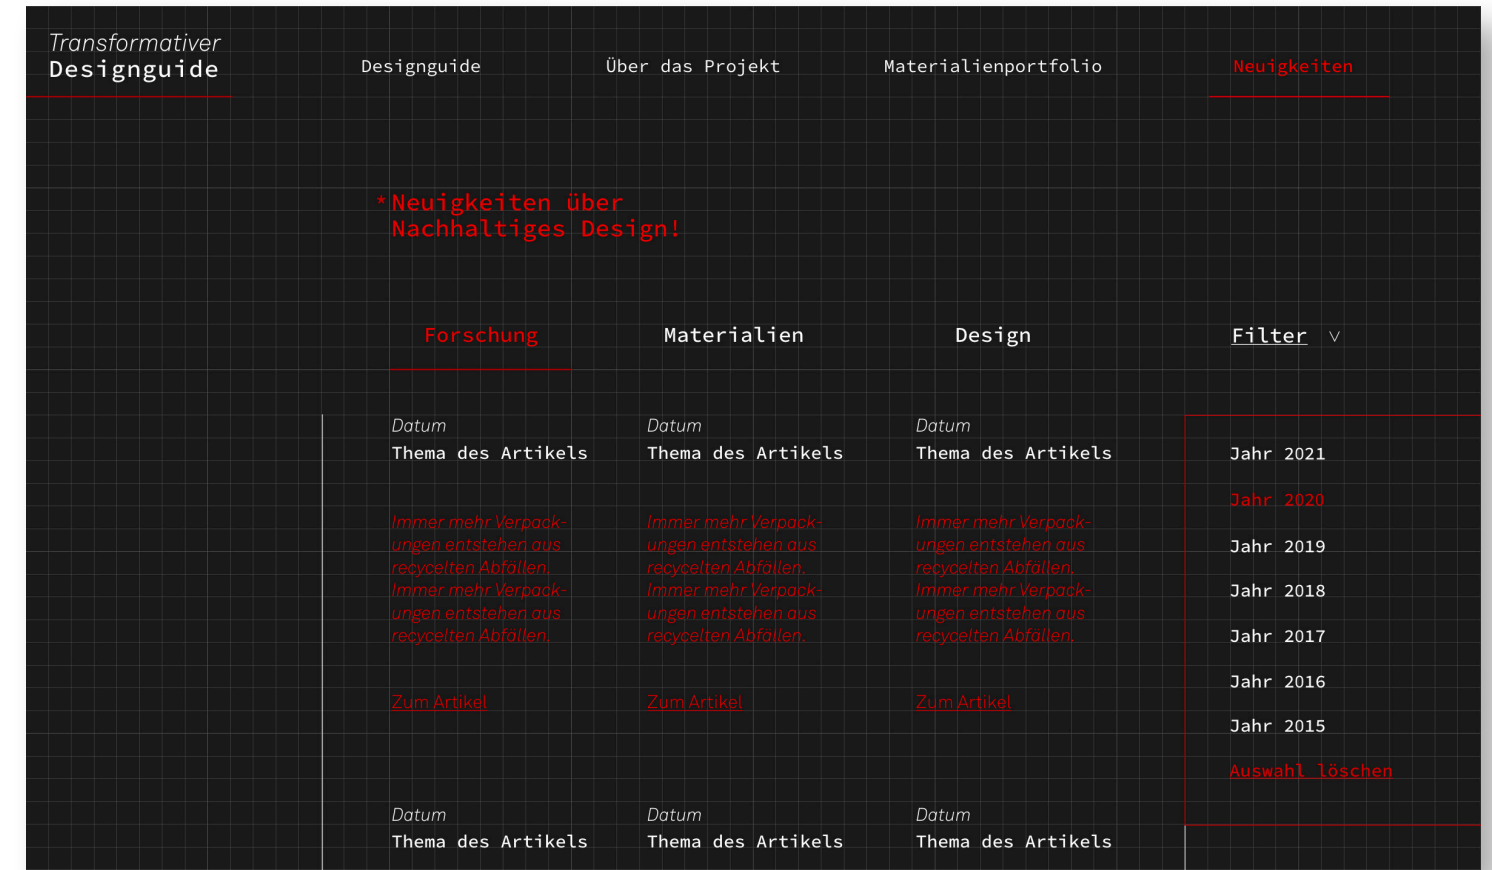 Transformativer
Designguide
Designguide
Über das Projekt
Materialienportfolio
Neuigkeiten
*Neuigkeiten über
Nachhaltiges Design!
Forschung
Materialien
Design
Filter ∨
Datum
Thema des Artikels
Immer mehr Verpack-
ungen entstehen aus
recycelten Abfällen.
Immer mehr Verpack-
ungen entstehen aus
recycelten Abfällen.
Zum Artikel
Datum
Thema des Artikels
Immer mehr Verpack-
ungen entstehen aus
recycelten Abfällen.
Immer mehr Verpack-
ungen entstehen aus
recycelten Abfällen.
Zum Artikel
Datum
Thema des Artikels
Immer mehr Verpack-
ungen entstehen aus
recycelten Abfällen.
Immer mehr Verpack-
ungen entstehen aus
recycelten Abfällen.
Zum Artikel
Jahr 2021
Jahr 2020
Jahr 2019
Jahr 2018
Jahr 2017
Jahr 2016
Jahr 2015
Auswahl löschen
Datum
Thema des Artikels
Datum
Thema des Artikels
Datum
Thema des Artikels